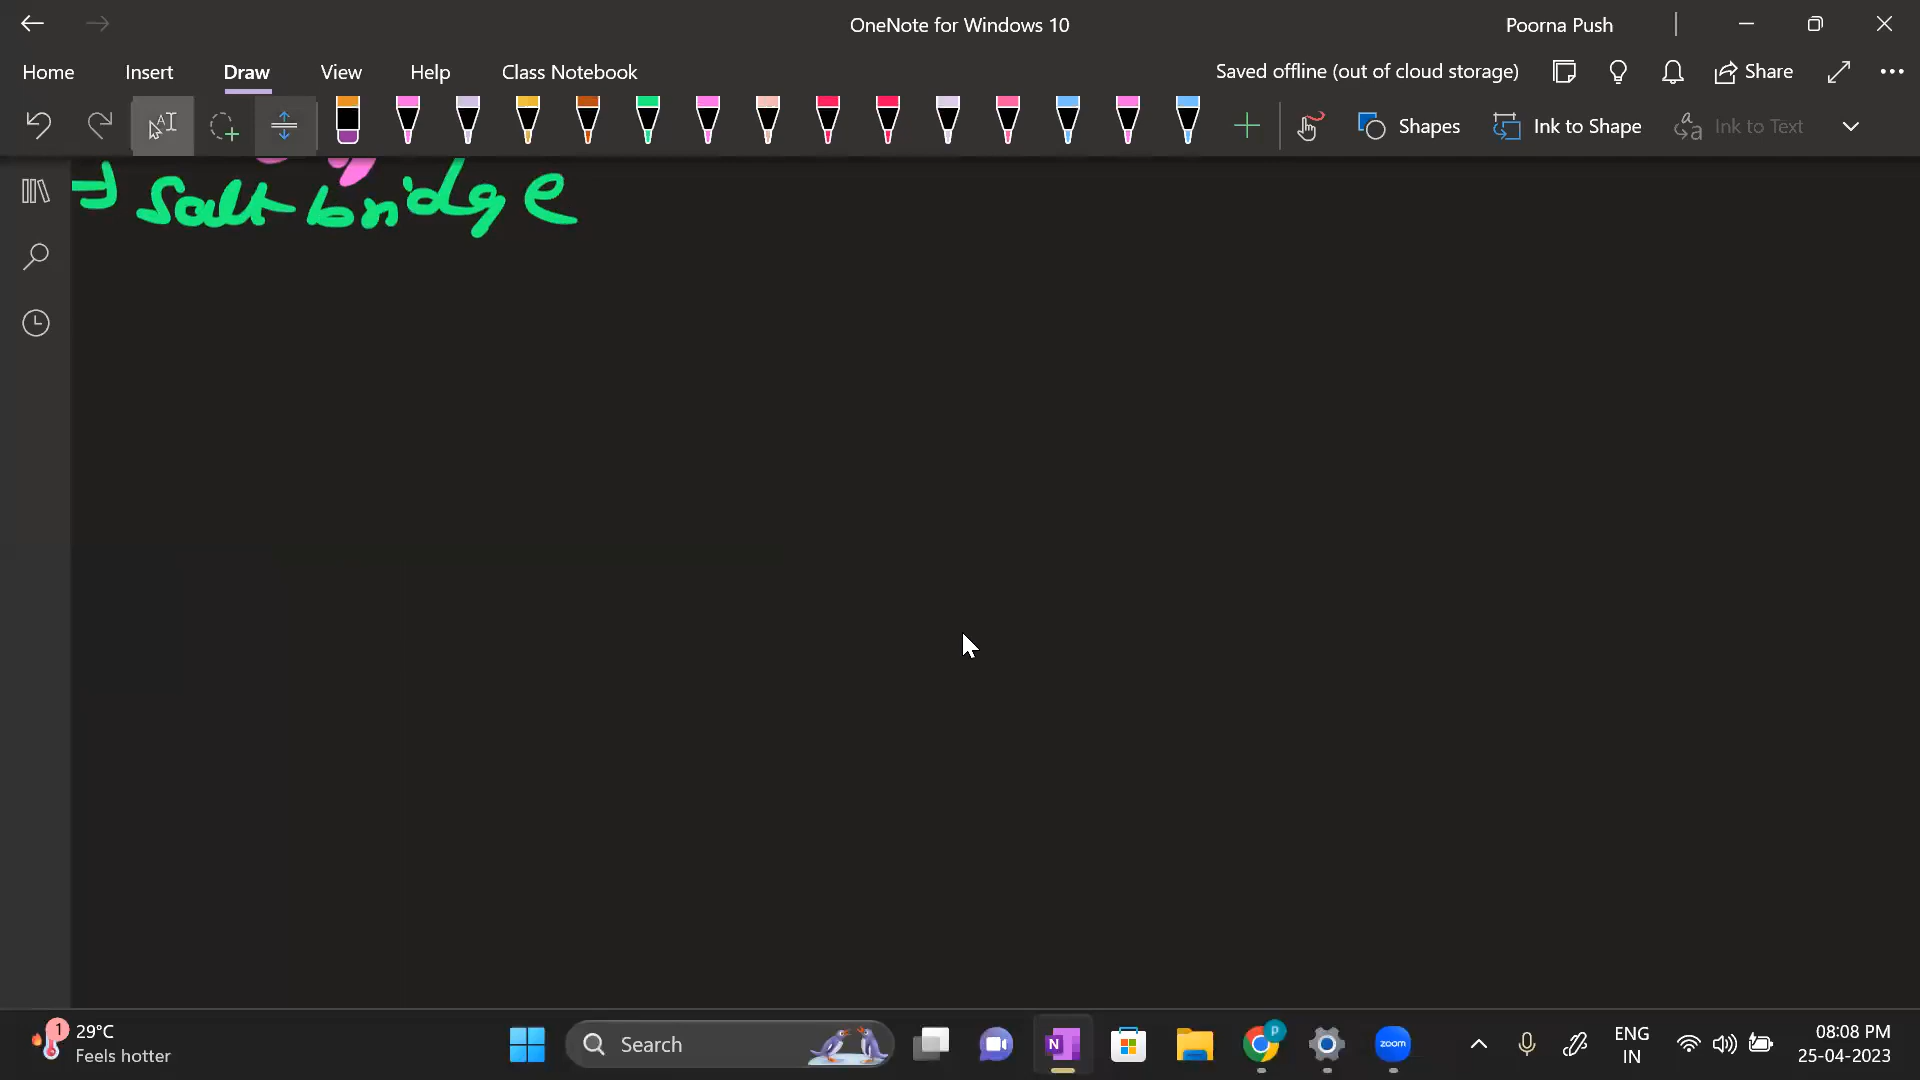 OneNote for Windows 10
Poorna Push
Home Insert Draw View Help Class Notebook
Saved offline (out of cloud storage)
Share
Shapes
Ink to Shape
Ink to Text
Salt bridge
1
29°C
Feels hotter
Search
N
P
zoom
ENG
IN
08:08 PM
25-04-2023